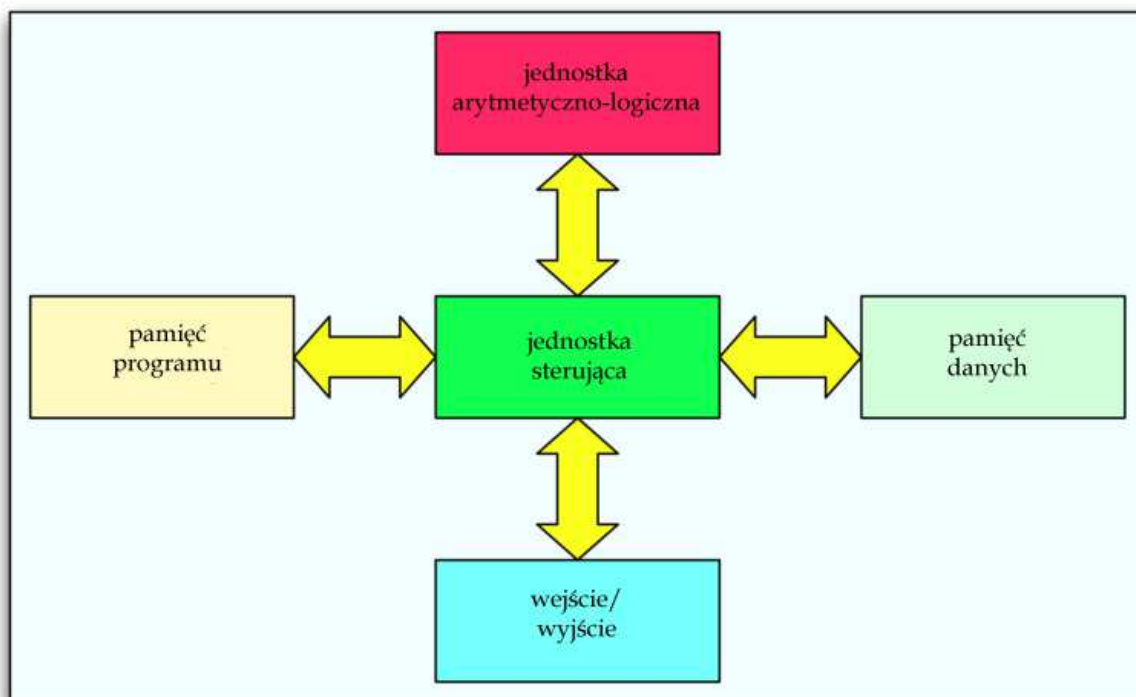 jednostka
arytmetyczno-logiczna
pamięć
programu
jednostka
sterująca
pamięć
danych
wejście/
wyjście